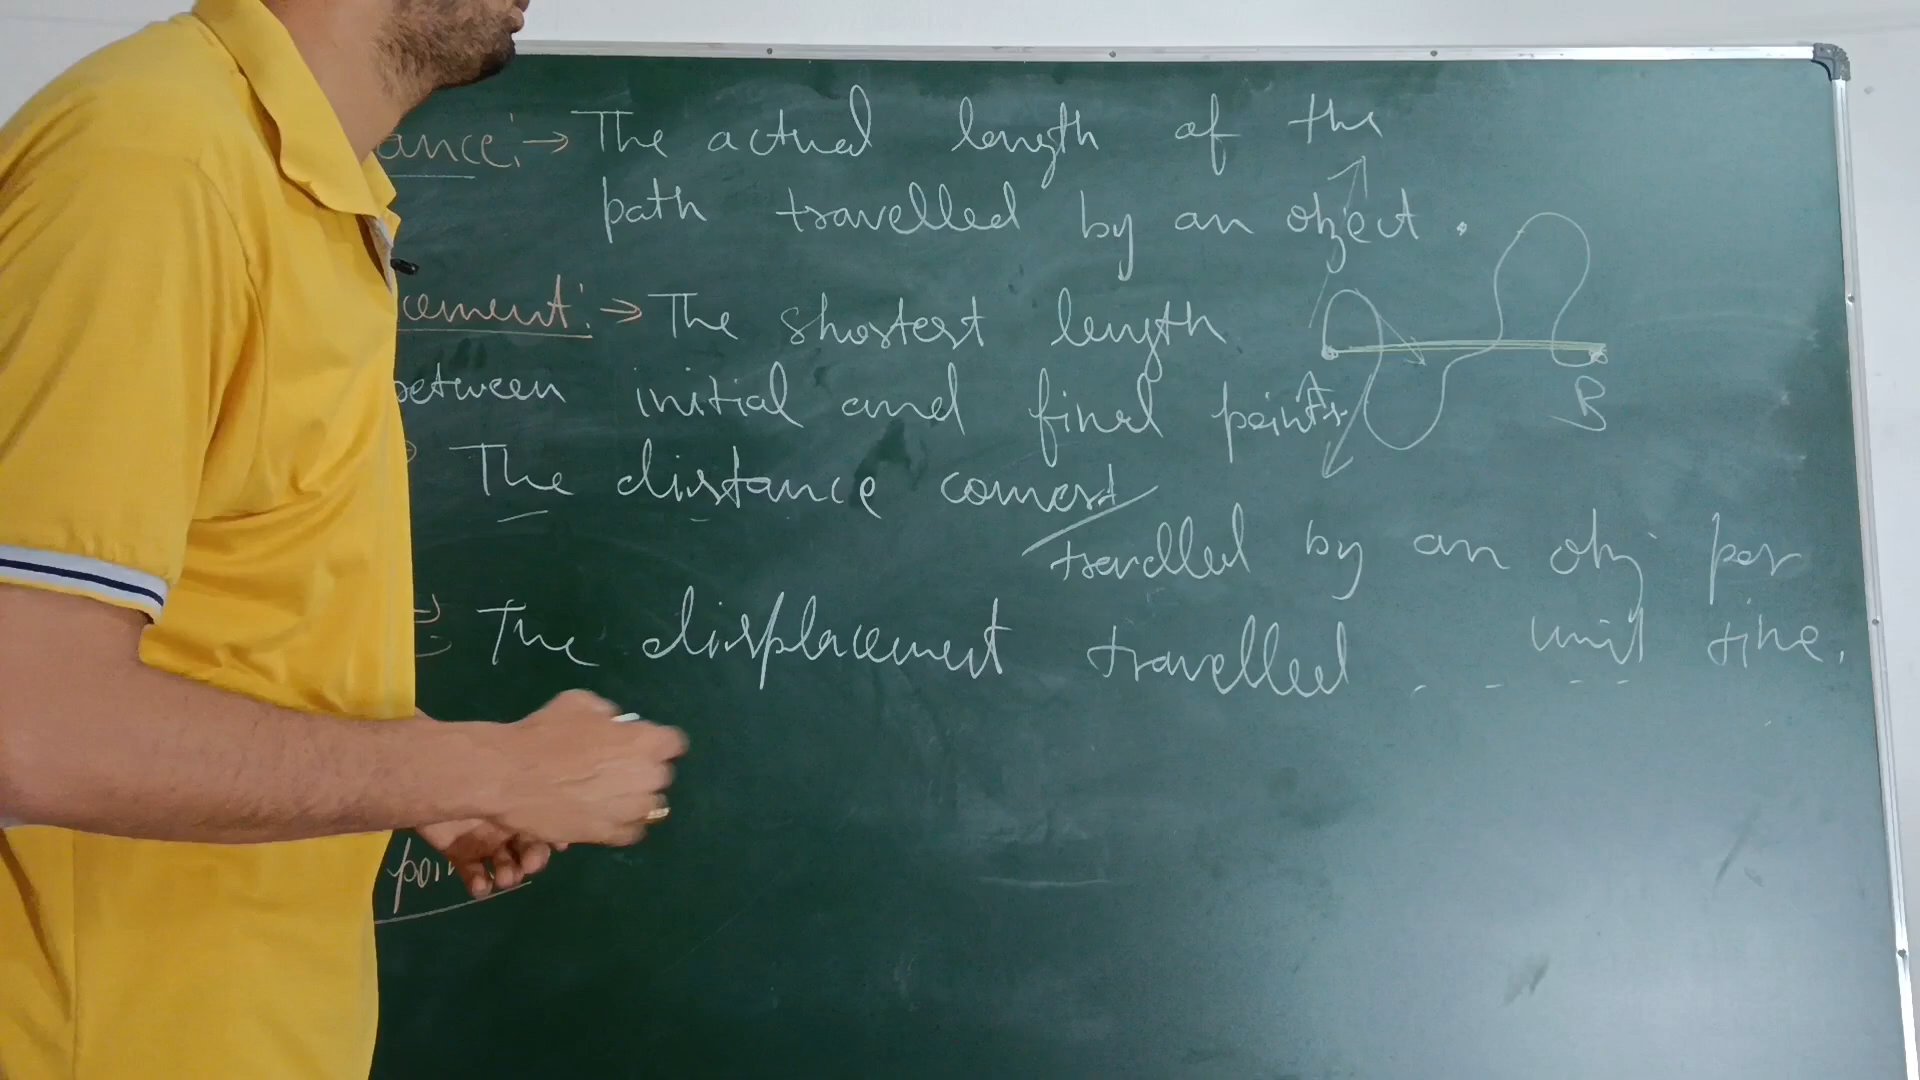 ance:→ The actual length of the
path travelled by an object.
cement:→ The shortest length
between initial and final points.
B
The distance
travelled by an obj per
unit time.
The displacement travelled - - - -
poin